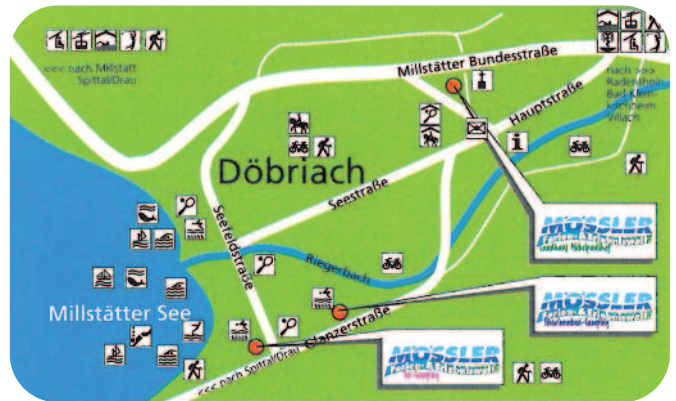 <<< nach Millstatt
Spittal/Drau
Millstätter Bundesstraße
nach >>>
Radenthein
Bad Klein-
kirchheim
Villach
Hauptstraße
i
Döbriach
Seestraße
Seefeldstraße
MÖSSLER
Riegerbach
Millstätter See
MÖSSLER
Glanzerstraße
<<< nach Spittal/Drau
MÖSSLER